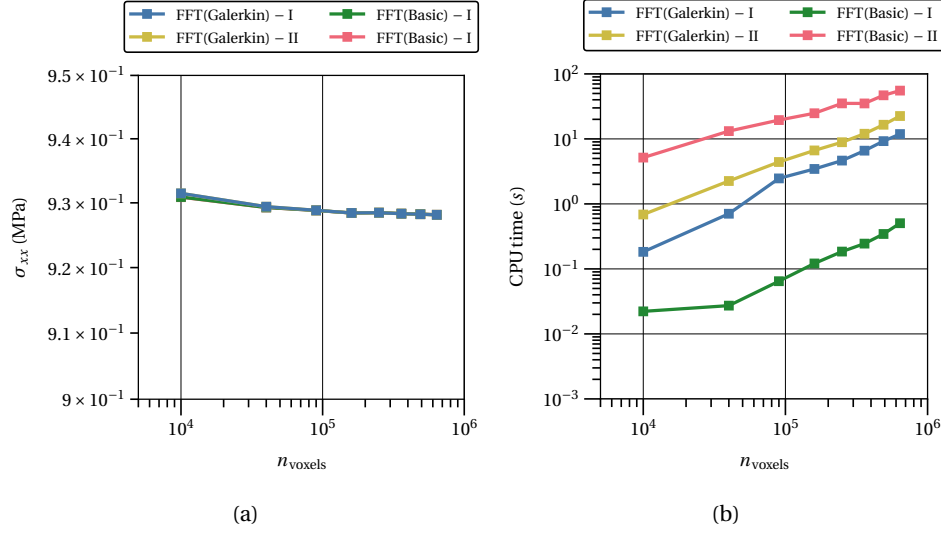 FFT(Galerkin) – I FFT(Basic) – I
FFT(Galerkin) – II FFT(Basic) – I
9.5 × 10⁻¹
9.4 × 10⁻¹
9.3 × 10⁻¹
9.2 × 10⁻¹
9.1 × 10⁻¹
9 × 10⁻¹
σxx (MPa)
10⁴ 10⁵ 10⁶
nvoxels
(a)
FFT(Galerkin) – I FFT(Basic) – I
FFT(Galerkin) – II FFT(Basic) – II
10²
10¹
10⁰
10⁻¹
10⁻²
10⁻³
CPU time (s)
10⁴ 10⁵ 10⁶
nvoxels
(b)